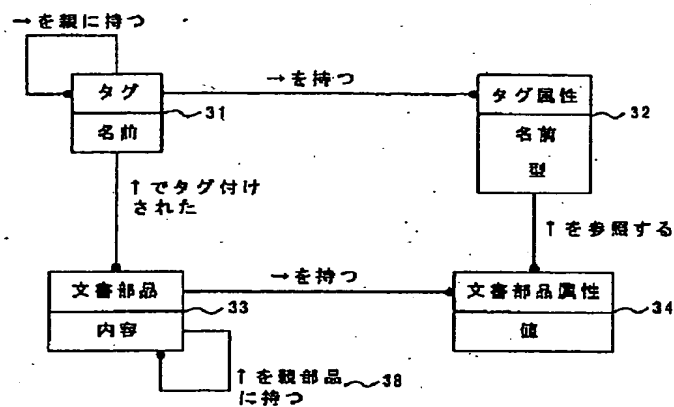 →を親に持つ
タグ
31
名前
→を持つ
タグ属性
32
名前
型
↑でタグ付け
された
↑を参照する
文書部品
33
内容
→を持つ
文書部品属性
34
値
↑を親部品
に持つ
38